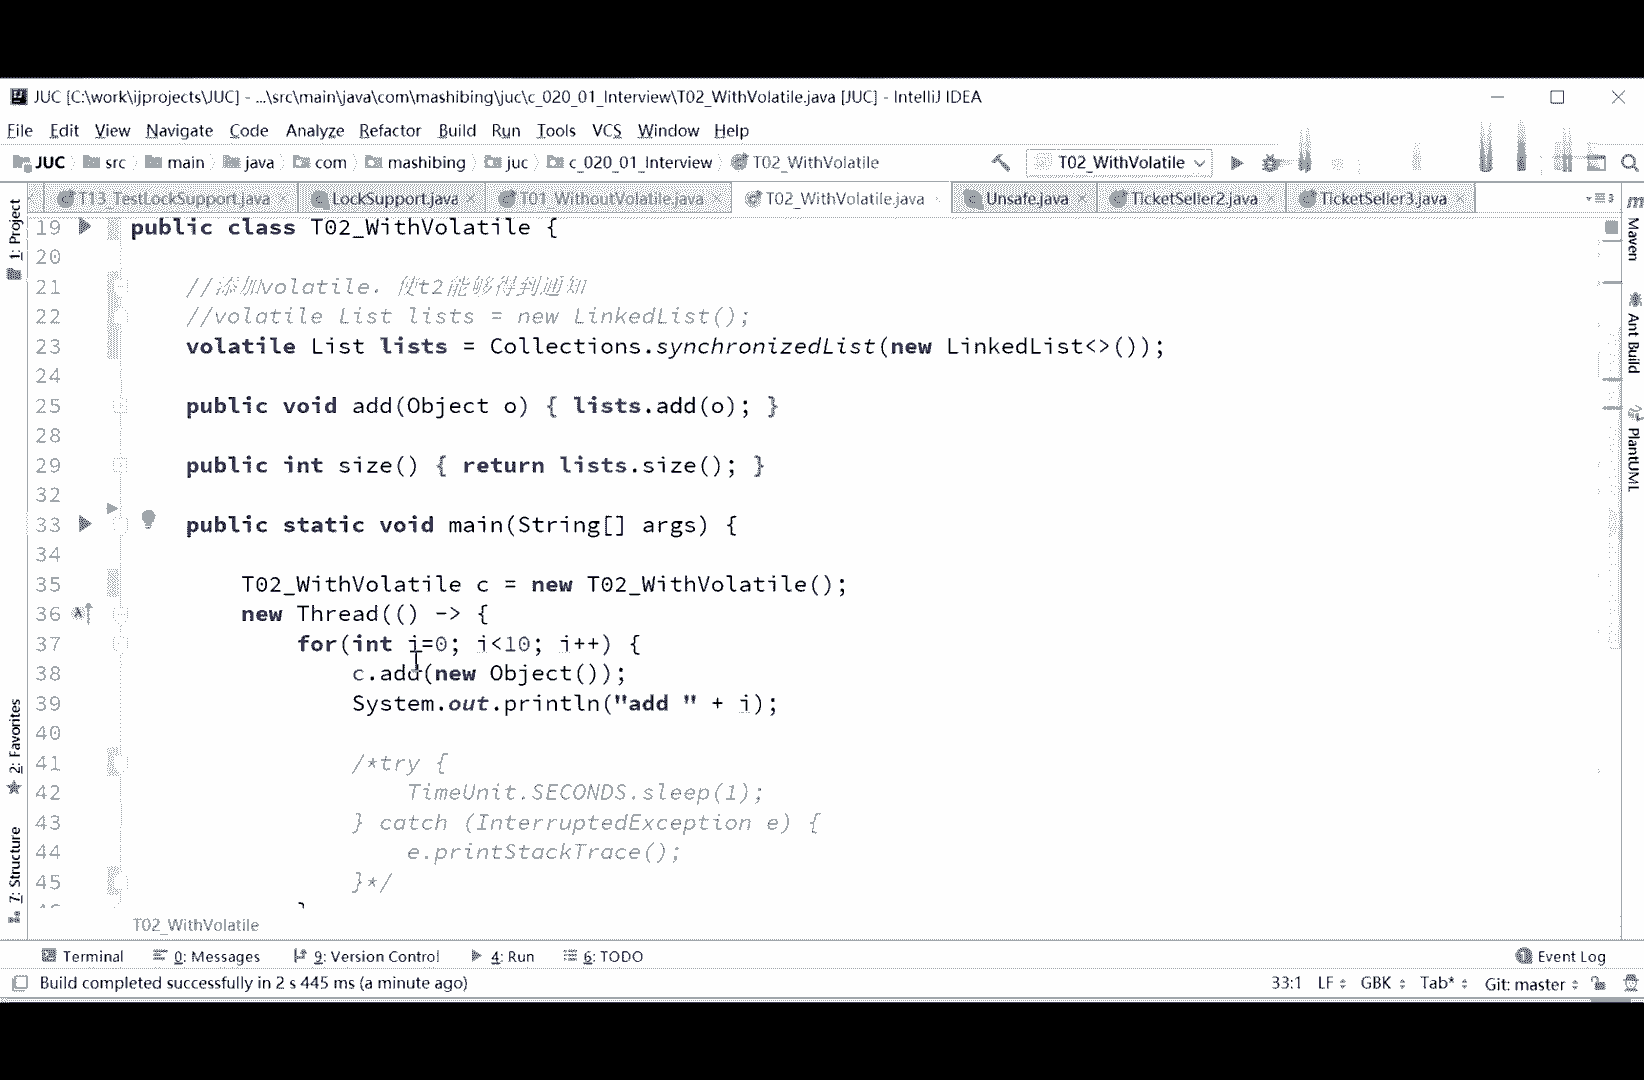 JUC [C:\work\ijprojects\JUC] - ...\src\main\java\com\mashibing\juc\c_020_01_Interview\T02_WithVolatile.java [JUC] - IntelliJ IDEA
File Edit View Navigate Code Analyze Refactor Build Run Tools VCS Window Help
JUC src main java com mashibing juc c_020_01_Interview T02_WithVolatile T02_WithVolatile
T13_TestLockSupport.java LockSupport.java T01_WithoutVolatile.java T02_WithVolatile.java Unsafe.java TicketSeller2.java TicketSeller3.java
1: Project
2: Favorites
7: Structure
19 public class T02_WithVolatile {
20
21 //添加volatile. 使t2能够得到通知
22 //volatile List lists = new LinkedList();
23 volatile List lists = Collections.synchronizedList(new LinkedList<>());
24
25 public void add(Object o) { lists.add(o); }
28
29 public int size() { return lists.size(); }
32
33 public static void main(String[] args) {
34
35 T02_WithVolatile c = new T02_WithVolatile();
36 new Thread(() -> {
37 for(int i=0; i<10; i++) {
38 c.add(new Object());
39 System.out.println("add " + i);
40
41 /*try {
42 TimeUnit.SECONDS.sleep(1);
43 } catch (InterruptedException e) {
44 e.printStackTrace();
45 }*/
T02_WithVolatile
Maven
Ant Build
PlantUML
Terminal 0: Messages 9: Version Control 4: Run 6: TODO Event Log
Build completed successfully in 2 s 445 ms (a minute ago) 33:1 LF GBK Tab* Git: master